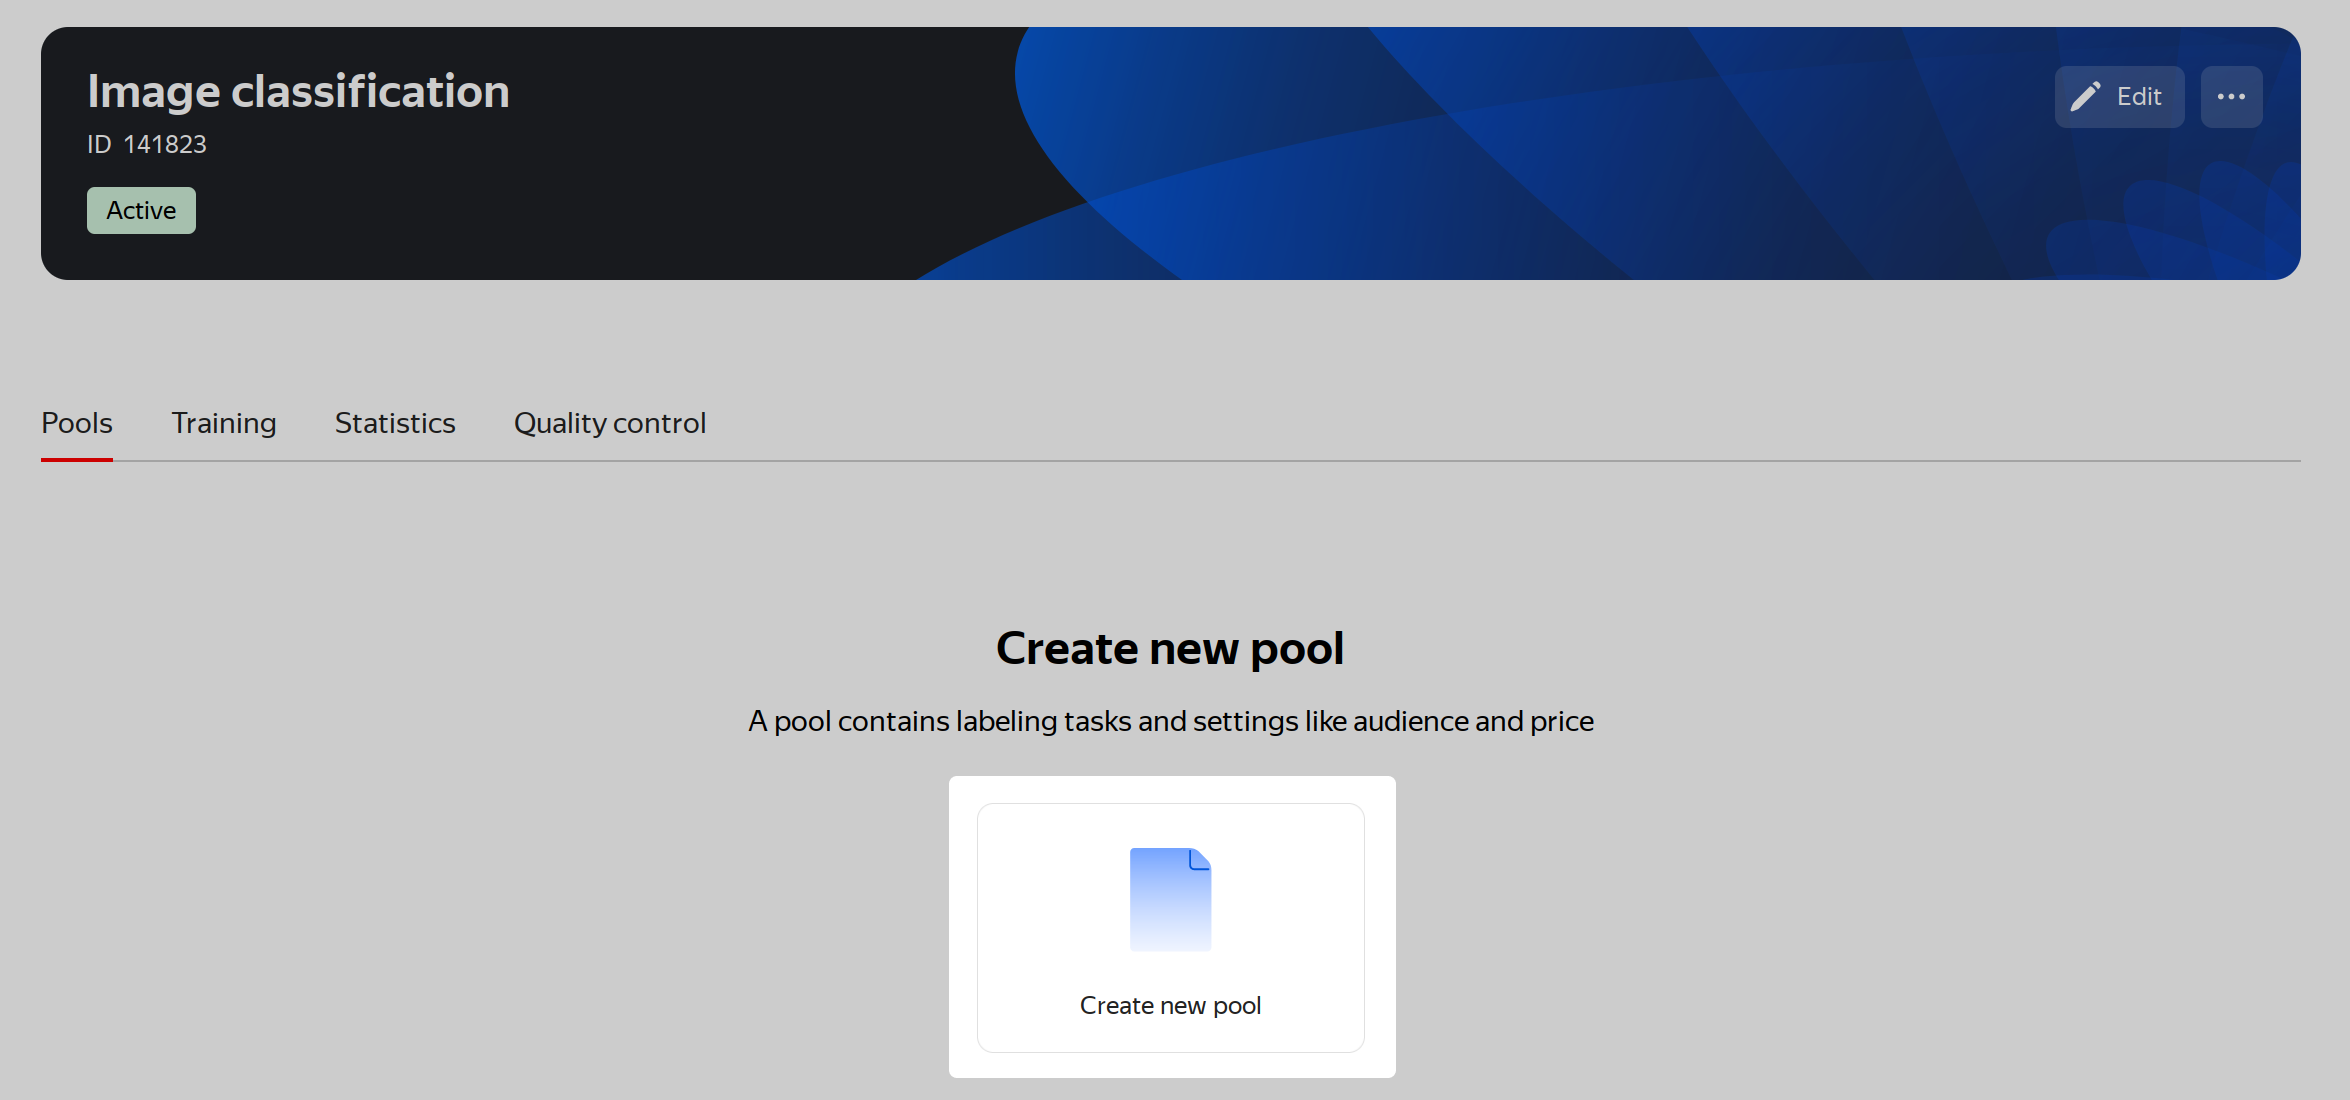 Image classification
Edit
ID 141823
Active
Pools Training Statistics Quality control
Create new pool
A pool contains labeling tasks and settings like audience and price
Create new pool